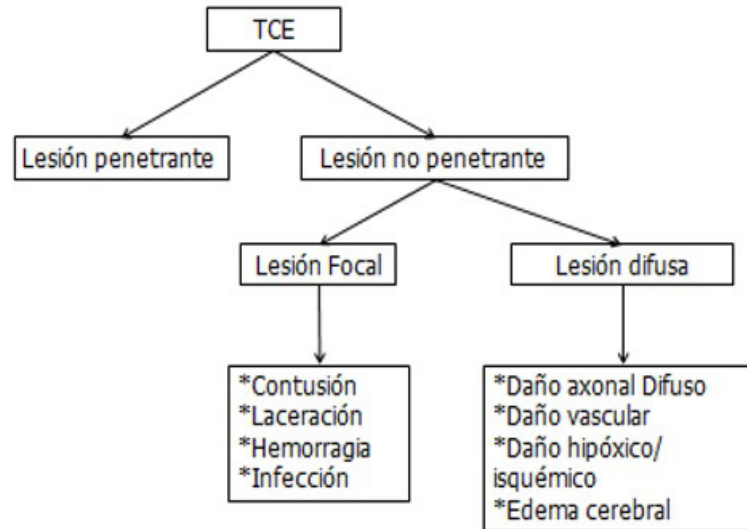 TCE
Lesión penetrante
Lesión no penetrante
Lesión Focal
Lesión difusa
*Contusión
*Laceración
*Hemorragia
*Infección
*Daño axonal Difuso
*Daño vascular
*Daño hipóxico/
isquémico
*Edema cerebral